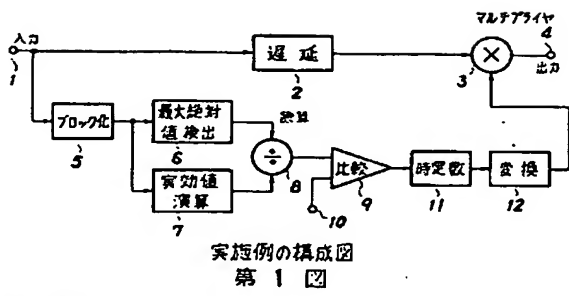 マルチプライヤ
入力
1
遅延
2
×
3
4
出力
ブロック化
5
最大絶対
値検出
6
除算
÷
8
実効値
演算
7
比較
9
10
時定数
11
変換
12
実施例の構成図
第 1 図